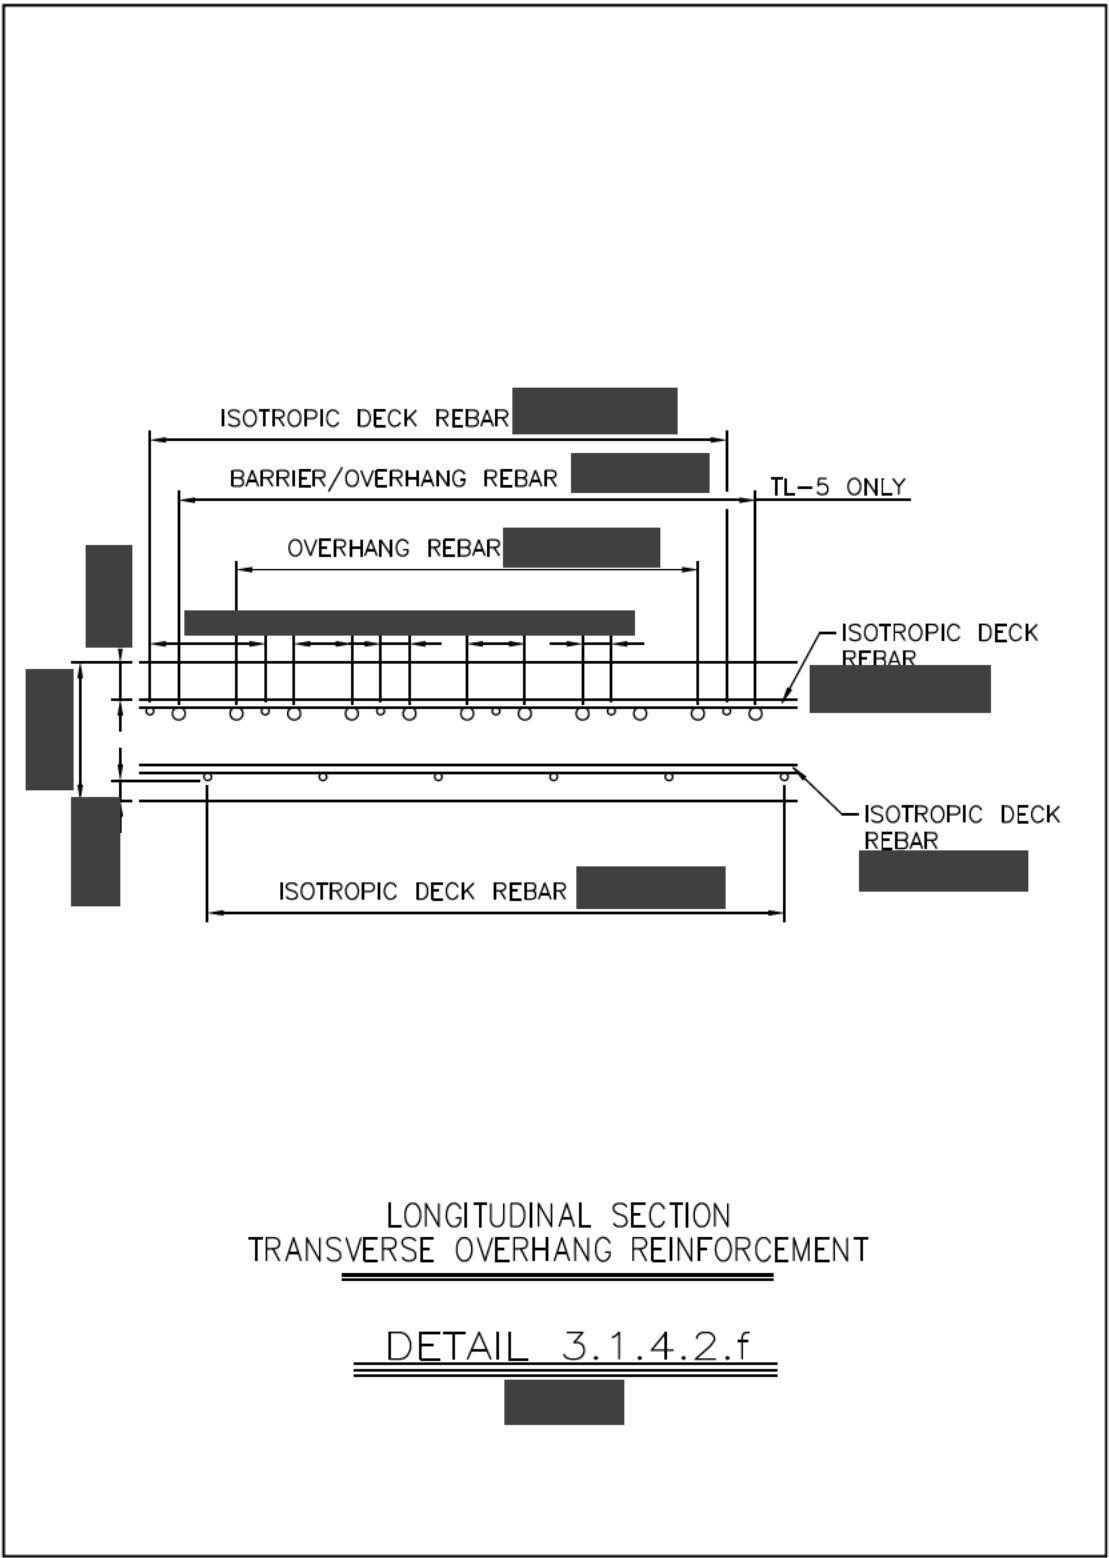 ISOTROPIC DECK REBAR
BARRIER/OVERHANG REBAR
TL-5 ONLY
OVERHANG REBAR
ISOTROPIC DECK
REBAR
ISOTROPIC DECK
REBAR
ISOTROPIC DECK REBAR
LONGITUDINAL SECTION
TRANSVERSE OVERHANG REINFORCEMENT
DETAIL 3.1.4.2.f